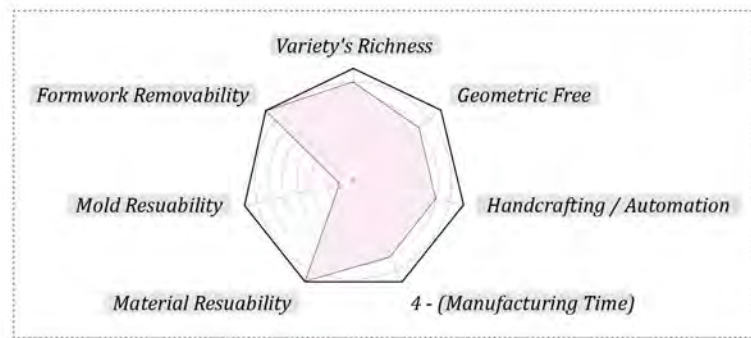 Variety's Richness
Formwork Removability
Geometric Free
Mold Resuability
Handcrafting / Automation
Material Resuability
4 - (Manufacturing Time)